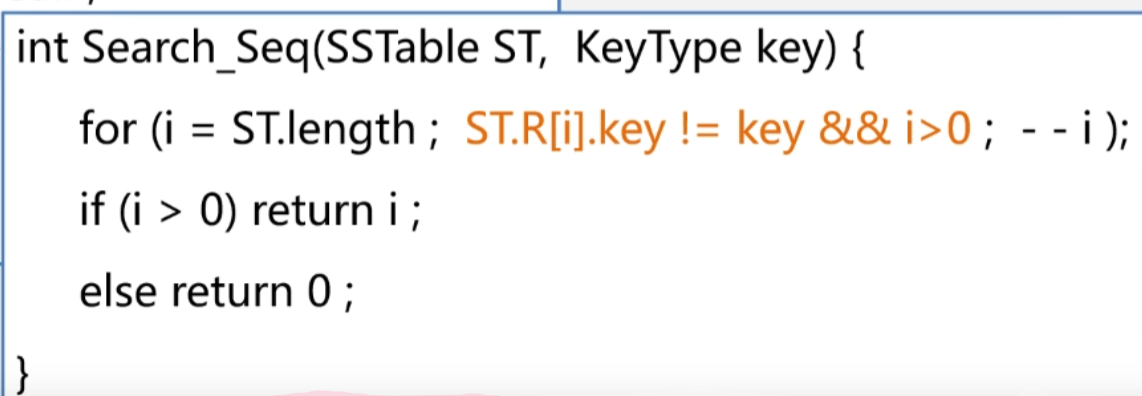 int Search_Seq(SSTable ST, KeyType key) {
for (i = ST.length ; ST.R[i].key != key && i>0 ; - - i );
if (i > 0) return i ;
else return 0 ;
}